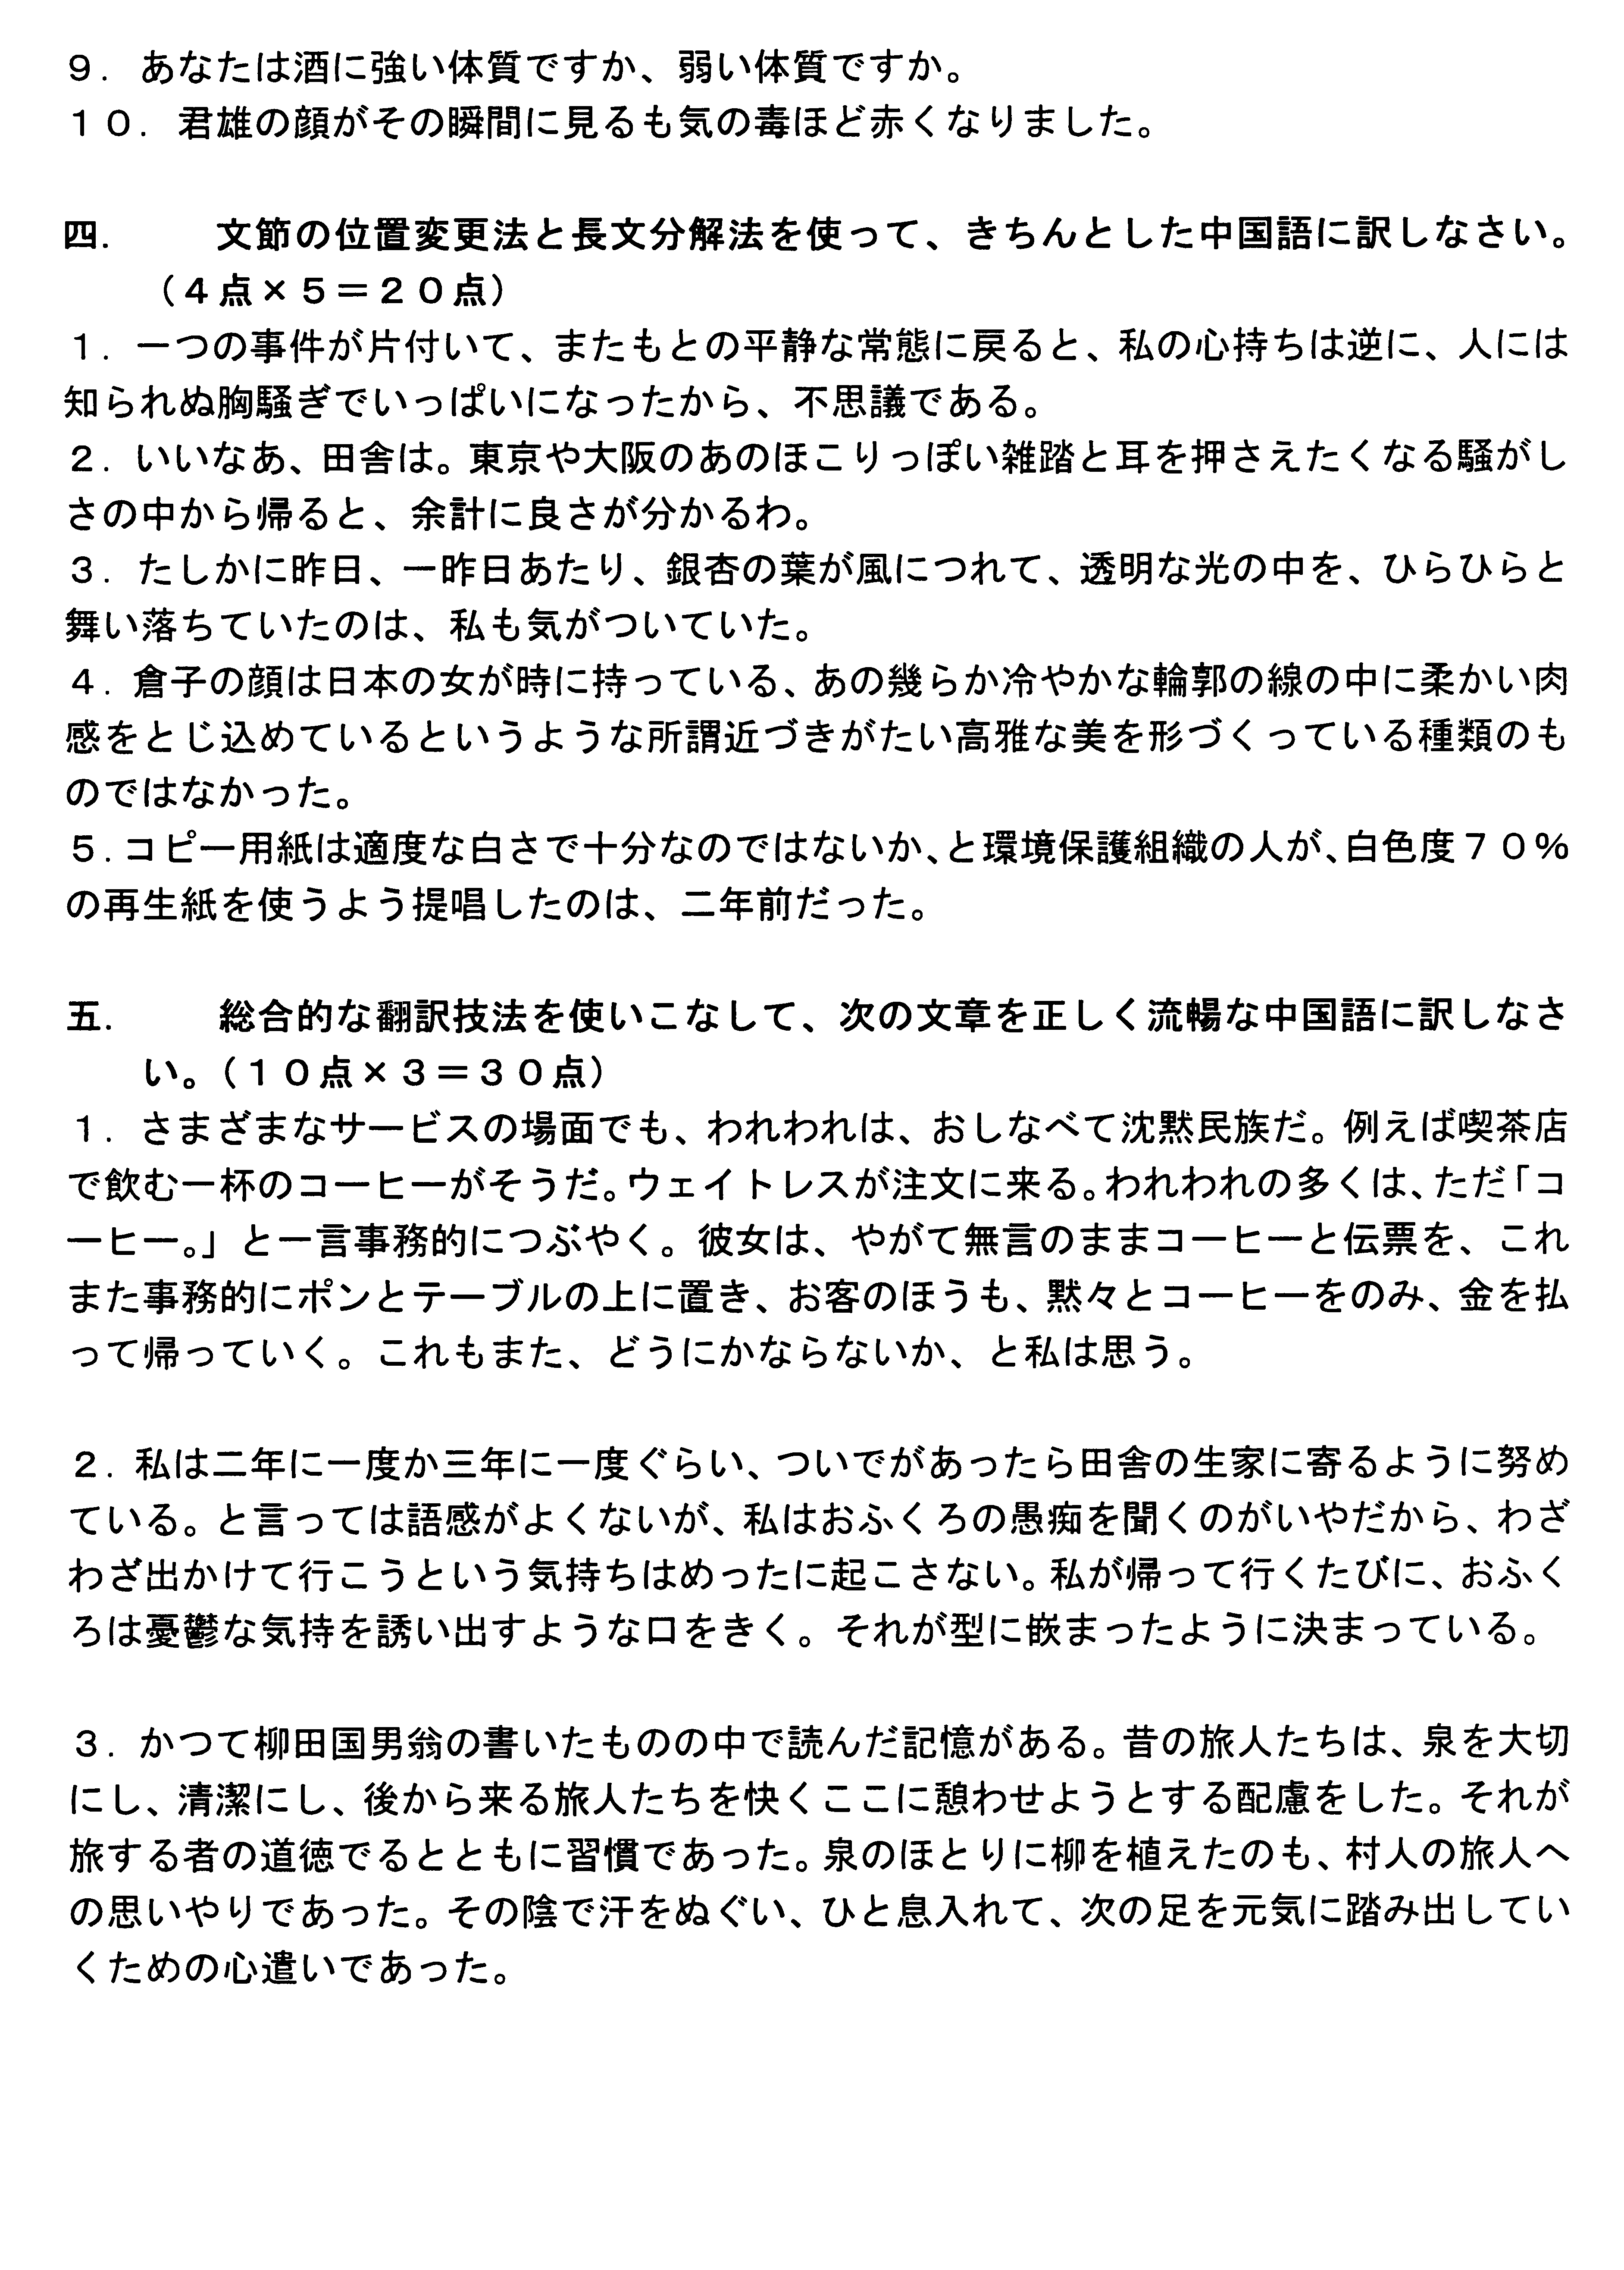 ９．あなたは酒に強い体質ですか、弱い体質ですか。
１０．君雄の顔がその瞬間に見るも気の毒ほど赤くなりました。
四．　文節の位置変更法と長文分解法を使って、きちんとした中国語に訳しなさい。
（４点×５＝２０点）
１．一つの事件が片付いて、またもとの平静な常態に戻ると、私の心持ちは逆に、人には
知られぬ胸騒ぎでいっぱいになったから、不思議である。
２．いいなあ、田舎は。東京や大阪のあのほこりっぽい雑踏と耳を押さえたくなる騒がし
さの中から帰ると、余計に良さが分かるわ。
３．たしかに昨日、一昨日あたり、銀杏の葉が風につれて、透明な光の中を、ひらひらと
舞い落ちていたのは、私も気がついていた。
４．倉子の顔は日本の女が時に持っている、あの幾らか冷やかな輪郭の線の中に柔かい肉
感をとじ込めているというような所謂近づきがたい高雅な美を形づくっている種類のも
のではなかった。
５．コピー用紙は適度な白さで十分なのではないか、と環境保護組織の人が、白色度７０％
の再生紙を使うよう提唱したのは、二年前だった。
五．　総合的な翻訳技法を使いこなして、次の文章を正しく流暢な中国語に訳しなさ
い。（１０点×３＝３０点）
１．さまざまなサービスの場面でも、われわれは、おしなべて沈黙民族だ。例えば喫茶店
で飲む一杯のコーヒーがそうだ。ウェイトレスが注文に来る。われわれの多くは、ただ「コ
ーヒー。」と一言事務的につぶやく。彼女は、やがて無言のままコーヒーと伝票を、これ
また事務的にポンとテーブルの上に置き、お客のほうも、黙々とコーヒーをのみ、金を払
って帰っていく。これもまた、どうにかならないか、と私は思う。
２．私は二年に一度か三年に一度ぐらい、ついでがあったら田舎の生家に寄るように努め
ている。と言っては語感がよくないが、私はおふくろの愚痴を聞くのがいやだから、わざ
わざ出かけて行こうという気持ちはめったに起こさない。私が帰って行くたびに、おふく
ろは憂鬱な気持を誘い出すような口をきく。それが型に嵌まったように決まっている。
３．かつて柳田国男翁の書いたものの中で読んだ記憶がある。昔の旅人たちは、泉を大切
にし、清潔にし、後から来る旅人たちを快くここに憩わせようとする配慮をした。それが
旅する者の道徳でるとともに習慣であった。泉のほとりに柳を植えたのも、村人の旅人へ
の思いやりであった。その陰で汗をぬぐい、ひと息入れて、次の足を元気に踏み出してい
くための心遣いであった。